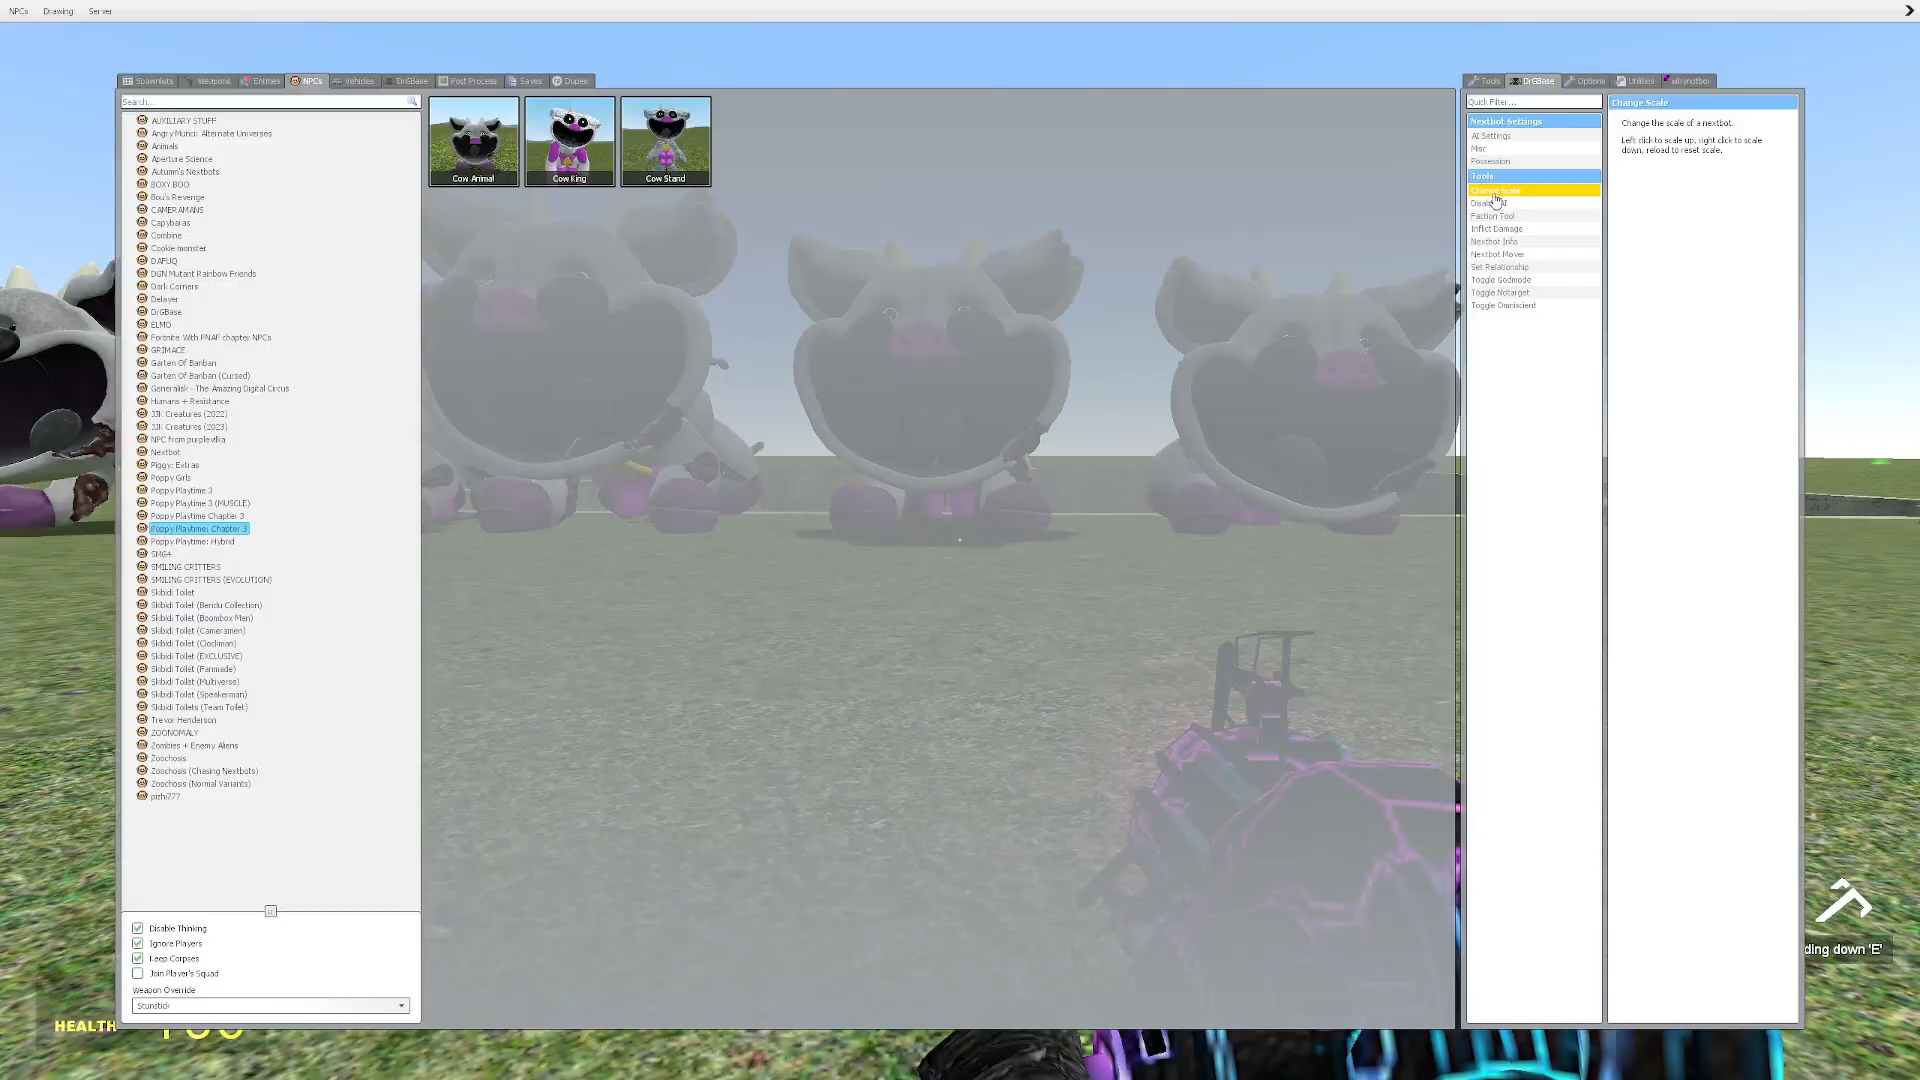 NPCs Drawing Server
Spawnlists Weapons Entities NPCs Vehicles DrGBase Post Process Saves Dupes
Search...
AUXILIARY STUFF
Angry Munci: Alternate Universes
Animals
Aperture Science
Autumn's Nextbots
BOXY BOO
Bou's Revenge
CAMERAMANS
Capybaras
Combine
Cookie monster
DAFUQ
DGN Mutant Rainbow Friends
Dark Corners
Delayer
DrGBase
ELMO
Fortnite With FNAF chapter NPCs
GRIMACE
Garten Of Banban
Garten Of Banban (Cursed)
Generalisk - The Amazing Digital Circus
Humans + Resistance
JJK Creatures (2022)
JJK Creatures (2023)
NPC from purplevilka
Nextbot
Piggy: Extras
Poppy Girls
Poppy Playtime 3
Poppy Playtime 3 (MUSCLE)
Poppy Playtime Chapter 3
Poppy Playtime: Chapter 3
Poppy Playtime: Hybrid
SMG4
SMILING CRITTERS
SMILING CRITTERS (EVOLUTION)
Skibidi Toilet
Skibidi Toilet (Bendu Collection)
Skibidi Toilet (Boombox Men)
Skibidi Toilet (Cameramen)
Skibidi Toilet (Clockman)
Skibidi Toilet (EXCLUSIVE)
Skibidi Toilet (Fanmade)
Skibidi Toilet (Multiverse)
Skibidi Toilet (Speakerman)
Skibidi Toilets (Team Toilet)
Trevor Henderson
ZOONOMALY
Zombies + Enemy Aliens
Zoochosis
Zoochosis (Chasing Nextbots)
Zoochosis (Normal Variants)
pizhi777
Disable Thinking
Ignore Players
Keep Corpses
Join Player's Squad
Weapon Override
Stunstick
Cow Animal Cow King Cow Stand
Tools DrGBase Options Utilities
Quick Filter...
Nextbot Settings
AI Settings
Misc
Possession
Tools
Change Scale
Disable AI
Faction Tool
Inflict Damage
Nextbot Info
Nextbot Mover
Set Relationship
Toggle Godmode
Toggle Notarget
Toggle Omniscient
Change Scale
Change the scale of a nextbot.
Left click to scale up, right click to scale
down, reload to reset scale.
ding down 'E'
HEALTH